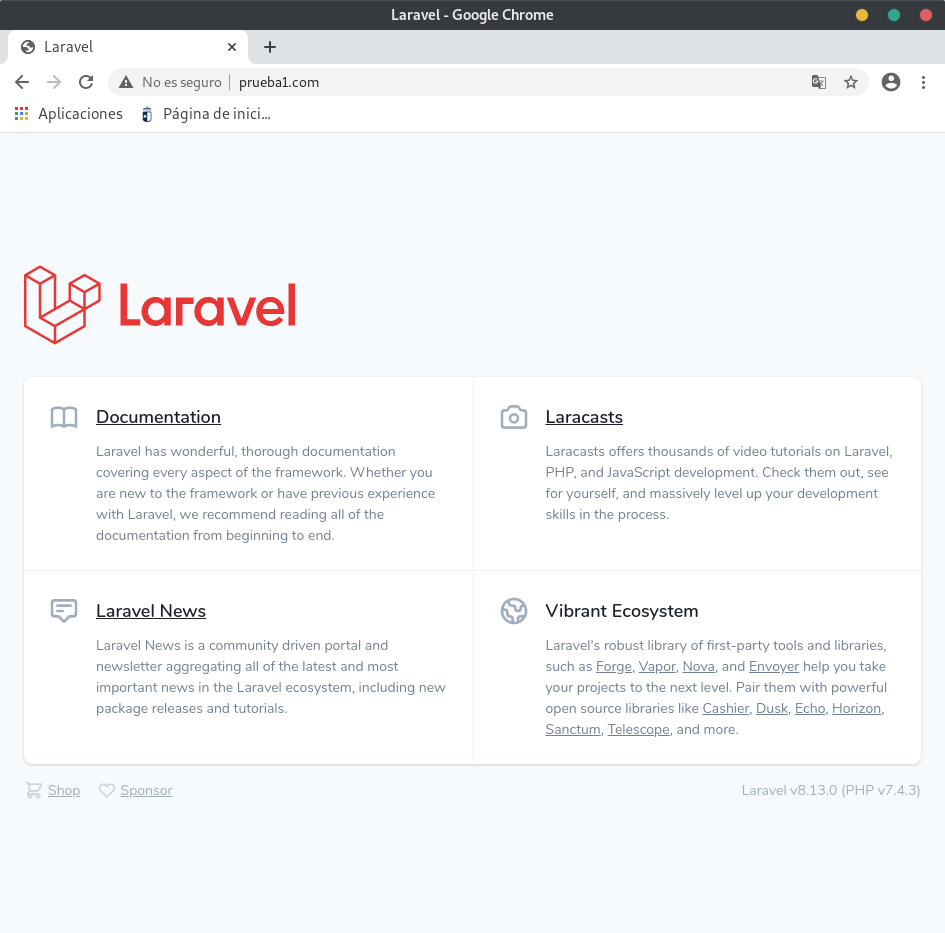 Laravel - Google Chrome
Laravel
No es seguro prueba1.com
Aplicaciones Página de inici...
Laravel
Documentation
Laravel has wonderful, thorough documentation
covering every aspect of the framework. Whether you
are new to the framework or have previous experience
with Laravel, we recommend reading all of the
documentation from beginning to end.
Laracasts
Laracasts offers thousands of video tutorials on Laravel,
PHP, and JavaScript development. Check them out, see
for yourself, and massively level up your development
skills in the process.
Laravel News
Laravel News is a community driven portal and
newsletter aggregating all of the latest and most
important news in the Laravel ecosystem, including new
package releases and tutorials.
Vibrant Ecosystem
Laravel's robust library of first-party tools and libraries,
such as Forge, Vapor, Nova, and Envoyer help you take
your projects to the next level. Pair them with powerful
open source libraries like Cashier, Dusk, Echo, Horizon,
Sanctum, Telescope, and more.
Shop Sponsor Laravel v8.13.0 (PHP v7.4.3)